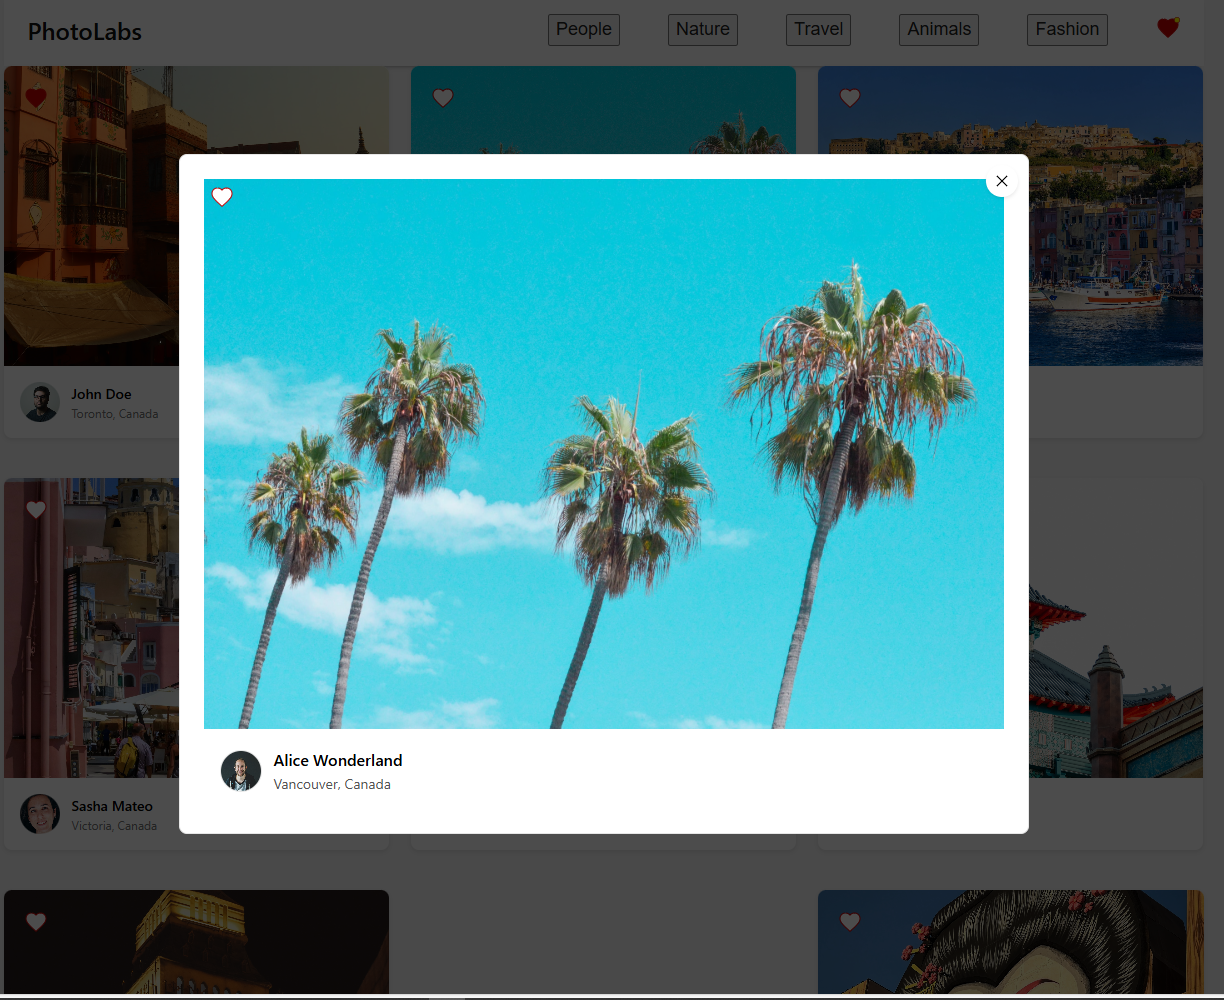 PhotoLabs
People
Nature
Travel
Animals
Fashion
John Doe
Toronto, Canada
Alice Wonderland
Vancouver, Canada
Sasha Mateo
Victoria, Canada